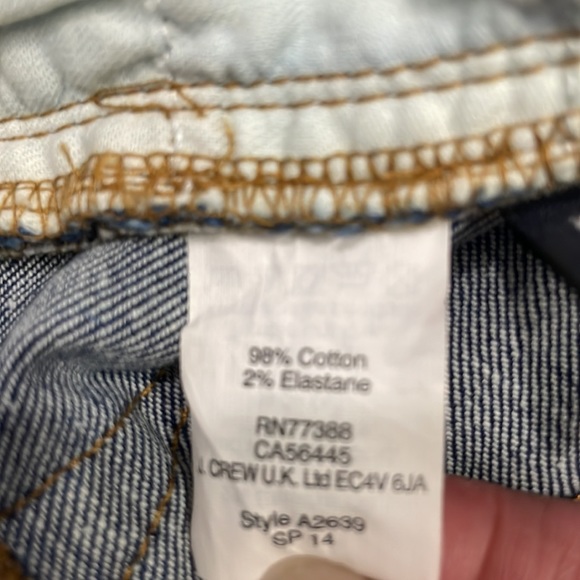 98% Cotton
2% Elastane
RN77388
CA56445
J. CREW U.K. Ltd EC4V 6JA
Style A2639
SP 14